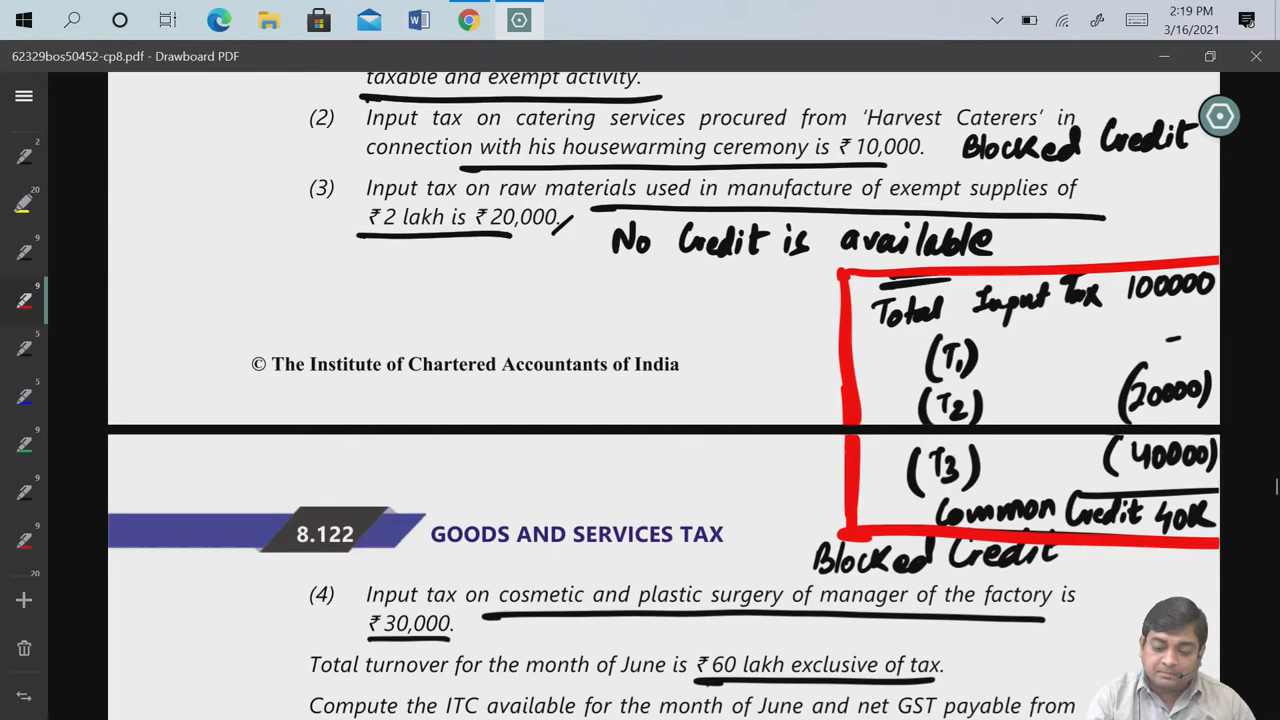 2:19 PM
3/16/2021
62329bos50452-cp8.pdf - Drawboard PDF
taxable and exempt activity.
(2) Input tax on catering services procured from ‘Harvest Caterers’ in
connection with his housewarming ceremony is ₹ 10,000. Blocked Credit
(3) Input tax on raw materials used in manufacture of exempt supplies of
₹ 2 lakh is ₹ 20,000.
No Credit is available
Total Input Tax 100000
(T1) -
(T2) (20000)
© The Institute of Chartered Accountants of India
(T3) (40000)
Common Credit 40K
8.122 GOODS AND SERVICES TAX
Blocked Credit
(4) Input tax on cosmetic and plastic surgery of manager of the factory is
₹ 30,000.
Total turnover for the month of June is ₹ 60 lakh exclusive of tax.
Compute the ITC available for the month of June and net GST payable from